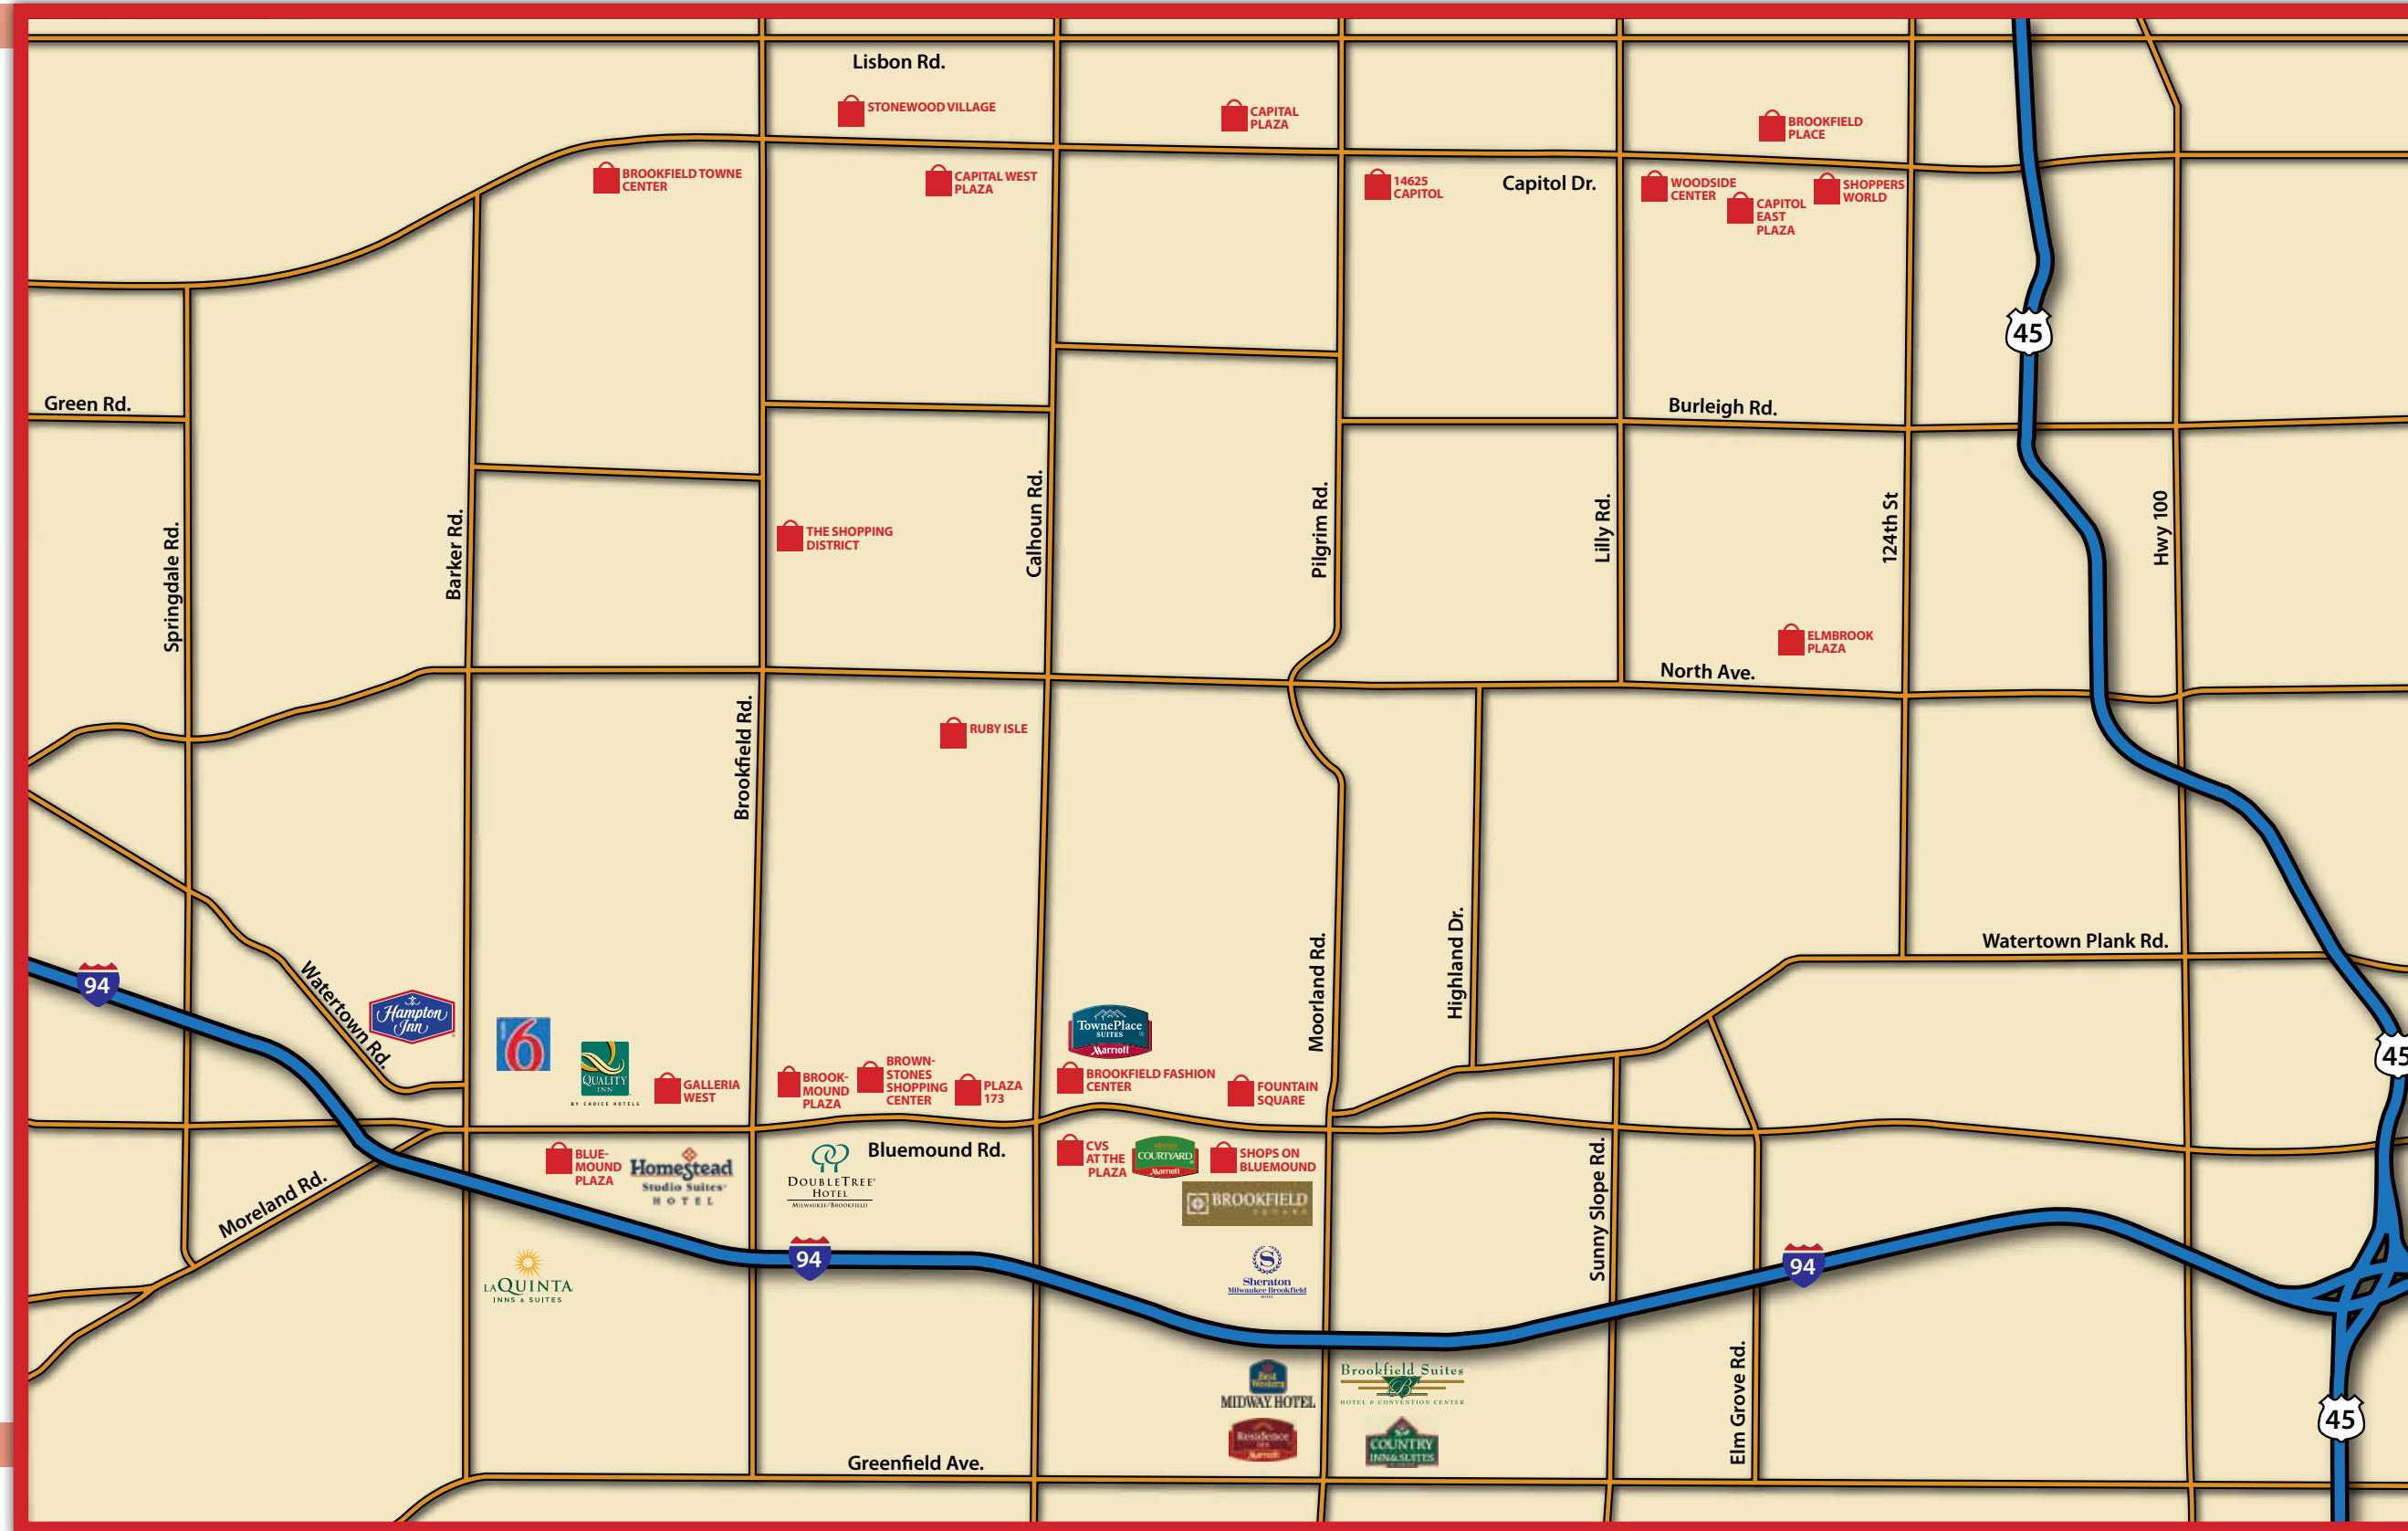 Lisbon Rd.
STONEWOOD VILLAGE
CAPITAL
PLAZA
BROOKFIELD
PLACE
BROOKFIELD TOWNE
CENTER
CAPITAL WEST
PLAZA
14625
CAPITOL
Capitol Dr.
WOODSIDE
CENTER
CAPITOL
EAST
PLAZA
SHOPPERS
WORLD
45
Green Rd.
Burleigh Rd.
Springdale Rd.
Barker Rd.
THE SHOPPING
DISTRICT
Calhoun Rd.
Pilgrim Rd.
Lilly Rd.
124th St
Hwy 100
ELMBROOK
PLAZA
North Ave.
Brookfield Rd.
RUBY ISLE
Moorland Rd.
Highland Dr.
Watertown Plank Rd.
94
Watertown Rd.
Hampton
Inn
6
QUALITY
INN
BY CHOICE HOTELS
GALLERIA
WEST
BROOK-
MOUND
PLAZA
BROWN-
STONES
SHOPPING
CENTER
PLAZA
173
TownePlace
SUITES
Marriott
BROOKFIELD FASHION
CENTER
FOUNTAIN
SQUARE
45
BLUE-
MOUND
PLAZA
HOMESTEAD
Studio Suites
HOTEL
DOUBLETREE
HOTEL
MILWAUKEE/BROOKFIELD
Bluemound Rd.
CVS
AT THE
PLAZA
COURTYARD
Marriott
SHOPS ON
BLUEMOUND
BROOKFIELD
Sunny Slope Rd.
Moreland Rd.
LAQUINTA
INNS & SUITES
94
S
Sheraton
Milwaukee Brookfield
HOTEL
94
Elm Grove Rd.
Best
Western
MIDWAY HOTEL
Brookfield Suites
B
HOTEL & CONVENTION CENTER
Residence
Inn
Marriott
COUNTRY
INN & SUITES
45
Greenfield Ave.